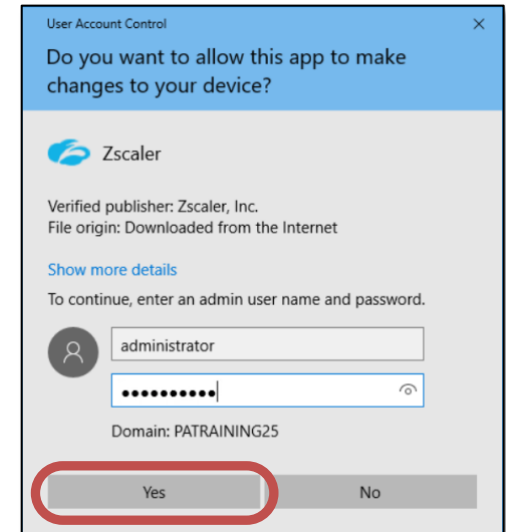 User Account Control
Do you want to allow this app to make
changes to your device?
Zscaler
Verified publisher: Zscaler, Inc.
File origin: Downloaded from the Internet
Show more details
To continue, enter an admin user name and password.
administrator
••••••••••
Domain: PATRAINING25
Yes No